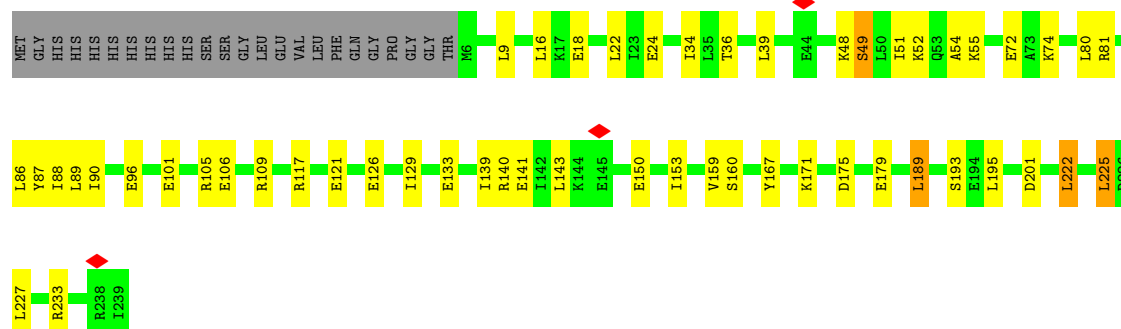 MET GLY HIS HIS HIS HIS HIS HIS HIS HIS SER SER GLY LEU GLU VAL LEU PHE GLN GLY PRO GLY GLY THR M6 L9 L16 K17 E18 L22 I23 E24 I34 L35 T36 L39 E44 K48 S49 L50 I51 K52 Q53 A54 K55 E72 A73 K74 L80 R81
L86 Y87 I88 L89 I90 E96 E101 R105 E106 R109 R117 E121 E126 I129 E133 I139 R140 E141 I142 L143 K144 E145 E150 I153 V159 S160 Y167 K171 D175 E179 L189 S193 E194 L195 D201 L222 L225
L227 R233 R238 I239